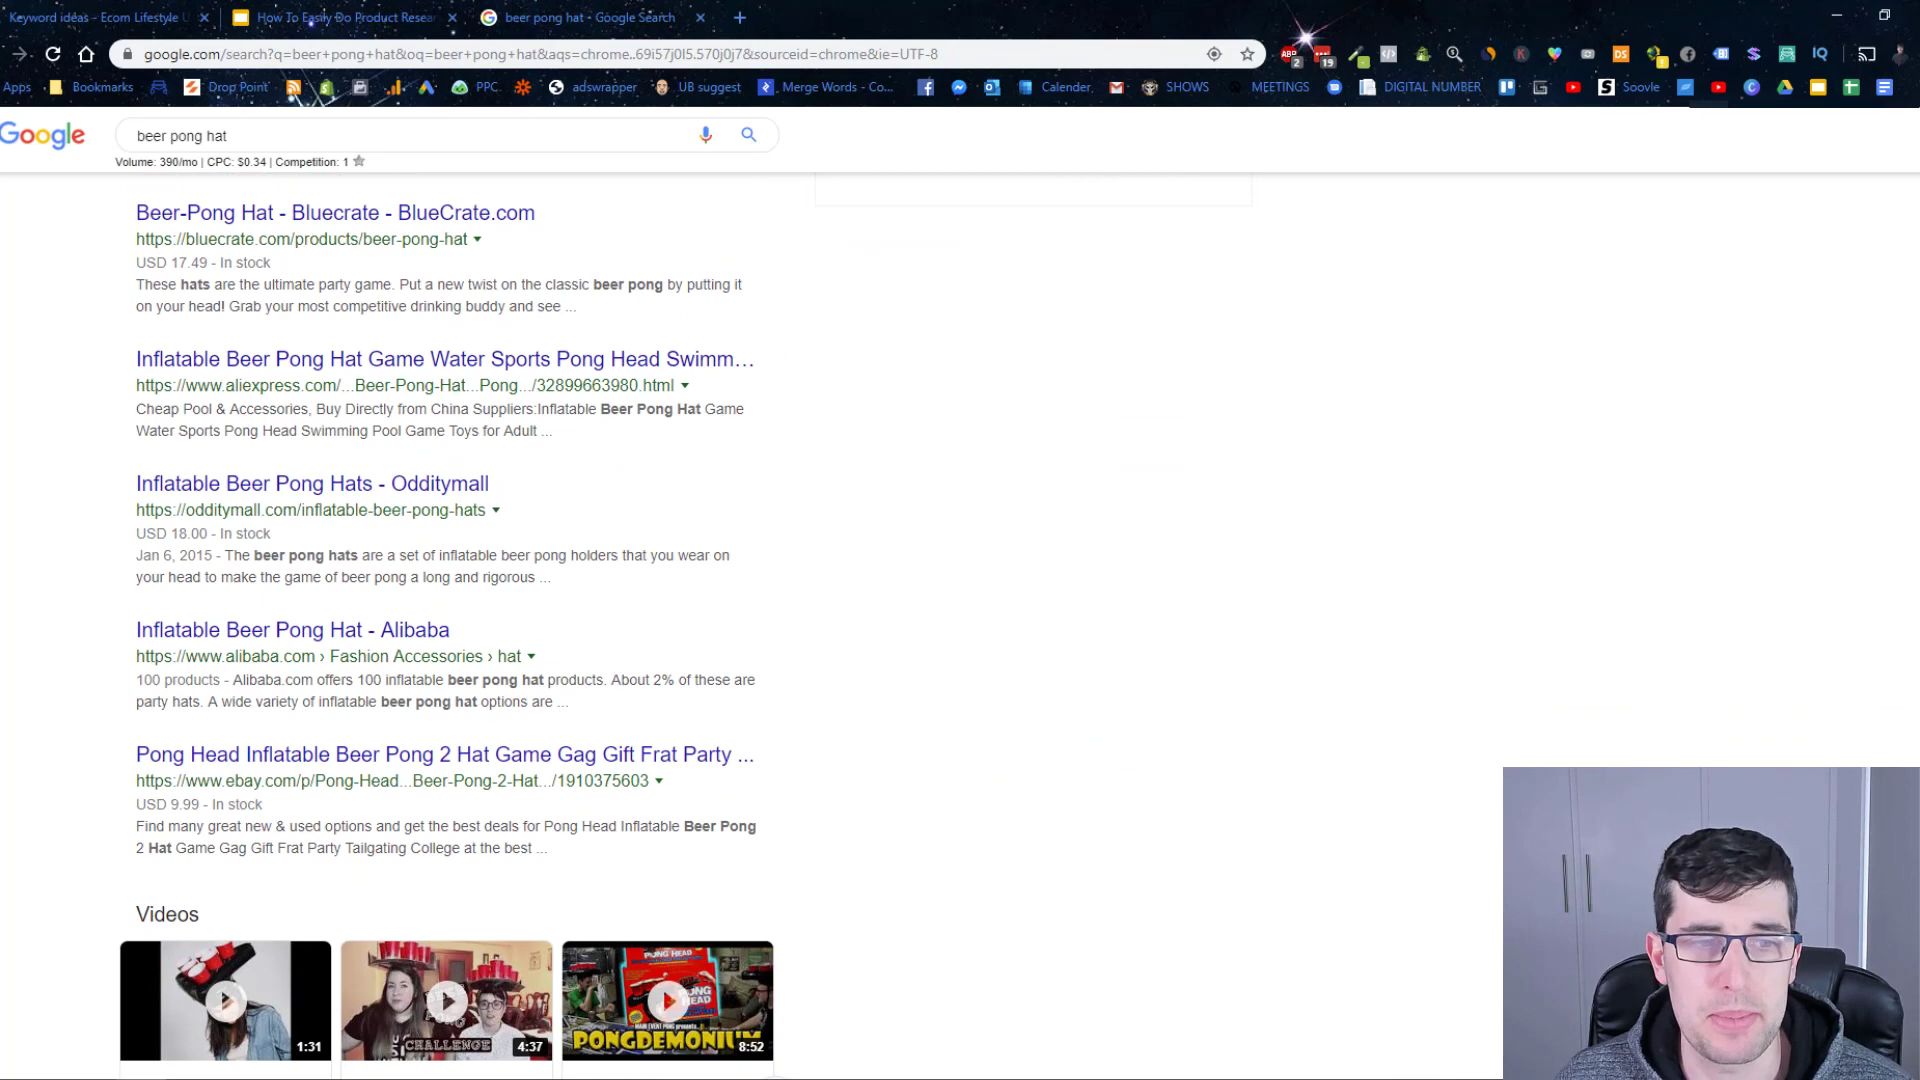 Keyword ideas - Ecom Lifestyle U
How To Easily Do Product Resea
beer pong hat - Google Search
google.com/search?q=beer+pong+hat&oq=beer+pong+hat&aqs=chrome..69i57j0l5.570j0j7&sourceid=chrome&ie=UTF-8
2
19
DS
IQ
Apps
Bookmarks
Drop Point
PPC
adswrapper
UB suggest
Merge Words - Co...
Calender
SHOWS
MEETINGS
DIGITAL NUMBER
Soovle
Google
beer pong hat
Volume: 390/mo | CPC: $0.34 | Competition: 1
Beer-Pong Hat - Bluecrate - BlueCrate.com
https://bluecrate.com/products/beer-pong-hat
USD 17.49 - In stock
These hats are the ultimate party game. Put a new twist on the classic beer pong by putting it
on your head! Grab your most competitive drinking buddy and see ...
Inflatable Beer Pong Hat Game Water Sports Pong Head Swimm...
https://www.aliexpress.com/...Beer-Pong-Hat...Pong.../32899663980.html
Cheap Pool & Accessories, Buy Directly from China Suppliers:Inflatable Beer Pong Hat Game
Water Sports Pong Head Swimming Pool Game Toys for Adult ...
Inflatable Beer Pong Hats - Odditymall
https://odditymall.com/inflatable-beer-pong-hats
USD 18.00 - In stock
Jan 6, 2015 - The beer pong hats are a set of inflatable beer pong holders that you wear on
your head to make the game of beer pong a long and rigorous ...
Inflatable Beer Pong Hat - Alibaba
https://www.alibaba.com › Fashion Accessories › hat
100 products - Alibaba.com offers 100 inflatable beer pong hat products. About 2% of these are
party hats. A wide variety of inflatable beer pong hat options are ...
Pong Head Inflatable Beer Pong 2 Hat Game Gag Gift Frat Party ...
https://www.ebay.com/p/Pong-Head...Beer-Pong-2-Hat.../1910375603
USD 9.99 - In stock
Find many great new & used options and get the best deals for Pong Head Inflatable Beer Pong
2 Hat Game Gag Gift Frat Party Tailgating College at the best ...
Videos
1:31
PONG
CHALLENGE
4:37
PONG HEAD
PONG
HEAD
PONGDEMONIUM
8:52